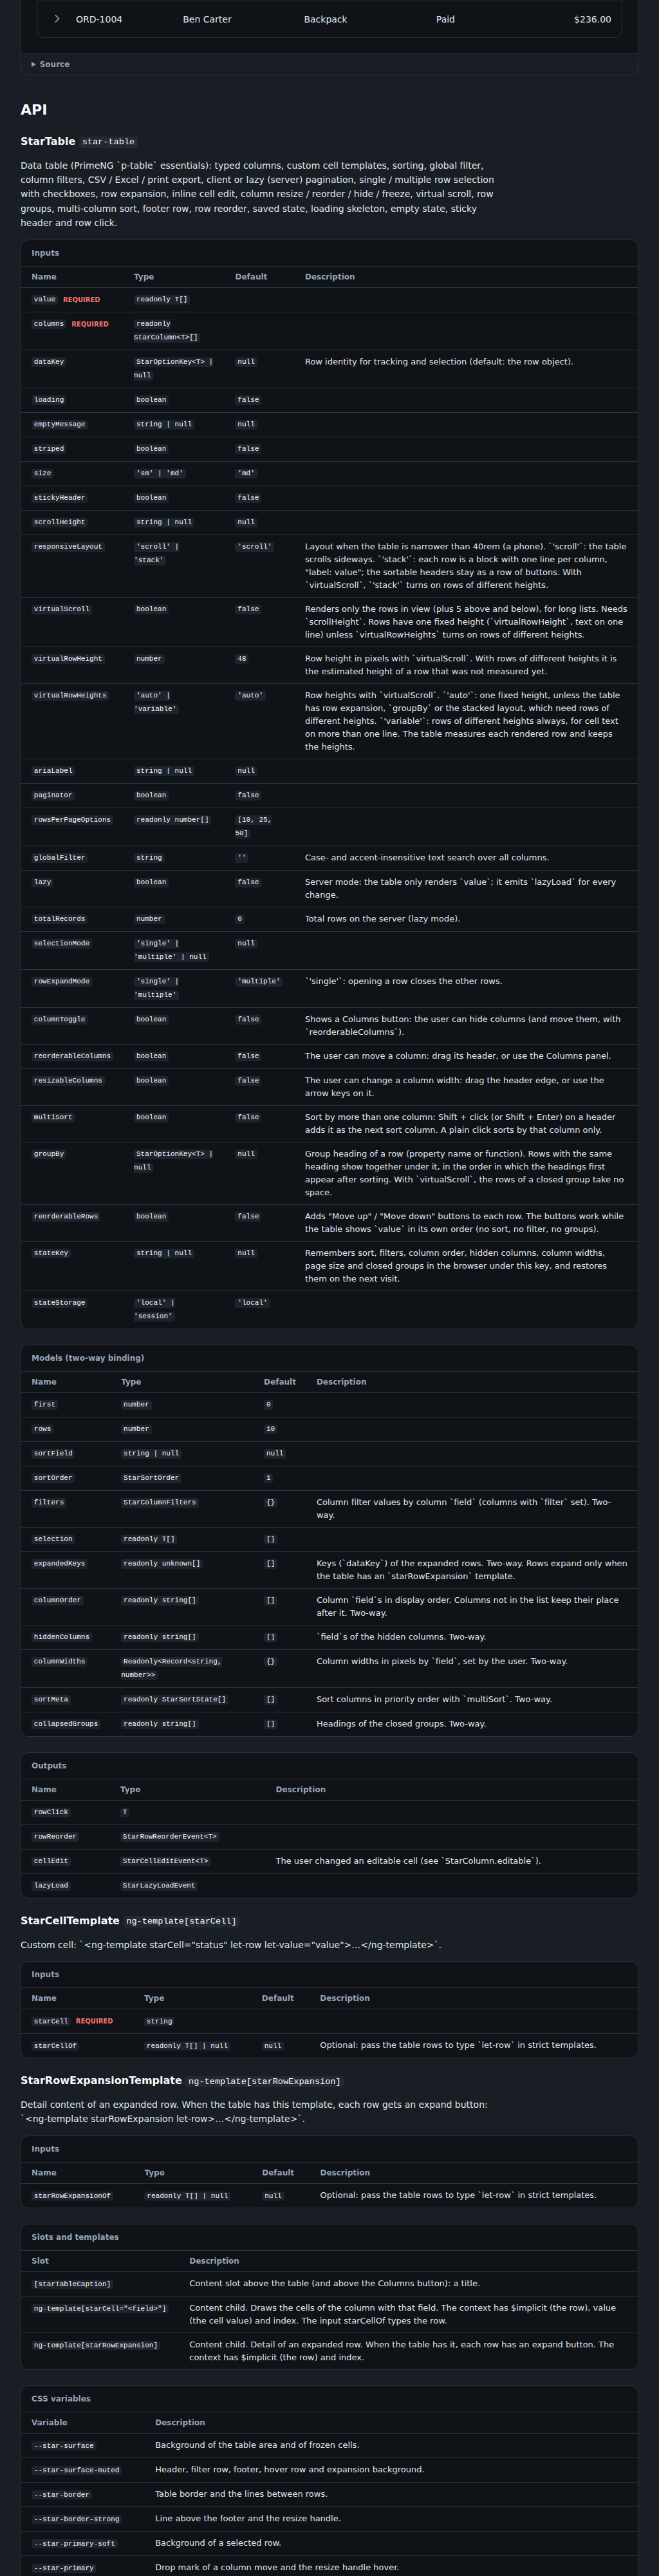 ORD-1004 Ben Carter Backpack Paid $236.00
Source
API
StarTable star-table
Data table (PrimeNG `p-table` essentials): typed columns, custom cell templates, sorting, global filter,
column filters, CSV / Excel / print export, client or lazy (server) pagination, single / multiple row selection
with checkboxes, row expansion, inline cell edit, column resize / reorder / hide / freeze, virtual scroll, row
groups, multi-column sort, footer row, row reorder, saved state, loading skeleton, empty state, sticky
header and row click.
Inputs
Name Type Default Description
value REQUIRED readonly T[]
columns REQUIRED readonly
StarColumn<T>[]
dataKey StarOptionKey<T> | null Row identity for tracking and selection (default: the row object).
null
loading boolean false
emptyMessage string | null null
striped boolean false
size 'sm' | 'md' 'md'
stickyHeader boolean false
scrollHeight string | null null
responsiveLayout 'scroll' | 'scroll' Layout when the table is narrower than 40rem (a phone). `'scroll'`: the table
'stack' scrolls sideways. `'stack'`: each row is a block with one line per column,
"label: value"; the sortable headers stay as a row of buttons. With
`virtualScroll`, `'stack'` turns on rows of different heights.
virtualScroll boolean false Renders only the rows in view (plus 5 above and below), for long lists. Needs
`scrollHeight`. Rows have one fixed height (`virtualRowHeight`, text on one
line) unless `virtualRowHeights` turns on rows of different heights.
virtualRowHeight number 48 Row height in pixels with `virtualScroll`. With rows of different heights it is
the estimated height of a row that was not measured yet.
virtualRowHeights 'auto' | 'auto' Row heights with `virtualScroll`. `'auto'`: one fixed height, unless the table
'variable' has row expansion, `groupBy` or the stacked layout, which need rows of
different heights. `'variable'`: rows of different heights always, for cell text
on more than one line. The table measures each rendered row and keeps
the heights.
ariaLabel string | null null
paginator boolean false
rowsPerPageOptions readonly number[] [10, 25,
50]
globalFilter string '' Case- and accent-insensitive text search over all columns.
lazy boolean false Server mode: the table only renders `value`; it emits `lazyLoad` for every
change.
totalRecords number 0 Total rows on the server (lazy mode).
selectionMode 'single' | null
'multiple' | null
rowExpandMode 'single' | 'multiple' `'single'`: opening a row closes the other rows.
'multiple'
columnToggle boolean false Shows a Columns button: the user can hide columns (and move them, with
`reorderableColumns`).
reorderableColumns boolean false The user can move a column: drag its header, or use the Columns panel.
resizableColumns boolean false The user can change a column width: drag the header edge, or use the
arrow keys on it.
multiSort boolean false Sort by more than one column: Shift + click (or Shift + Enter) on a header
adds it as the next sort column. A plain click sorts by that column only.
groupBy StarOptionKey<T> | null Group heading of a row (property name or function). Rows with the same
null heading show together under it, in the order in which the headings first
appear after sorting. With `virtualScroll`, the rows of a closed group take no
space.
reorderableRows boolean false Adds "Move up" / "Move down" buttons to each row. The buttons work while
the table shows `value` in its own order (no sort, no filter, no groups).
stateKey string | null null Remembers sort, filters, column order, hidden columns, column widths,
page size and closed groups in the browser under this key, and restores
them on the next visit.
stateStorage 'local' | 'local'
'session'
Models (two-way binding)
Name Type Default Description
first number 0
rows number 10
sortField string | null null
sortOrder StarSortOrder 1
filters StarColumnFilters {} Column filter values by column `field` (columns with `filter` set). Two-
way.
selection readonly T[] []
expandedKeys readonly unknown[] [] Keys (`dataKey`) of the expanded rows. Two-way. Rows expand only when
the table has an `starRowExpansion` template.
columnOrder readonly string[] [] Column `field`s in display order. Columns not in the list keep their place
after it. Two-way.
hiddenColumns readonly string[] [] `field`s of the hidden columns. Two-way.
columnWidths Readonly<Record<string, {} Column widths in pixels by `field`, set by the user. Two-way.
number>>
sortMeta readonly StarSortState[] [] Sort columns in priority order with `multiSort`. Two-way.
collapsedGroups readonly string[] [] Headings of the closed groups. Two-way.
Outputs
Name Type Description
rowClick T
rowReorder StarRowReorderEvent<T>
cellEdit StarCellEditEvent<T> The user changed an editable cell (see `StarColumn.editable`).
lazyLoad StarLazyLoadEvent
StarCellTemplate ng-template[starCell]
Custom cell: `<ng-template starCell="status" let-row let-value="value">…</ng-template>`.
Inputs
Name Type Default Description
starCell REQUIRED string
starCellOf readonly T[] | null null Optional: pass the table rows to type `let-row` in strict templates.
StarRowExpansionTemplate ng-template[starRowExpansion]
Detail content of an expanded row. When the table has this template, each row gets an expand button:
`<ng-template starRowExpansion let-row>…</ng-template>`.
Inputs
Name Type Default Description
starRowExpansionOf readonly T[] | null null Optional: pass the table rows to type `let-row` in strict templates.
Slots and templates
Slot Description
[starTableCaption] Content slot above the table (and above the Columns button): a title.
ng-template[starCell="<field>"] Content child. Draws the cells of the column with that field. The context has $implicit (the row), value
(the cell value) and index. The input starCellOf types the row.
ng-template[starRowExpansion] Content child. Detail of an expanded row. When the table has it, each row has an expand button. The
context has $implicit (the row) and index.
CSS variables
Variable Description
--star-surface Background of the table area and of frozen cells.
--star-surface-muted Header, filter row, footer, hover row and expansion background.
--star-border Table border and the lines between rows.
--star-border-strong Line above the footer and the resize handle.
--star-primary-soft Background of a selected row.
--star-primary Drop mark of a column move and the resize handle hover.